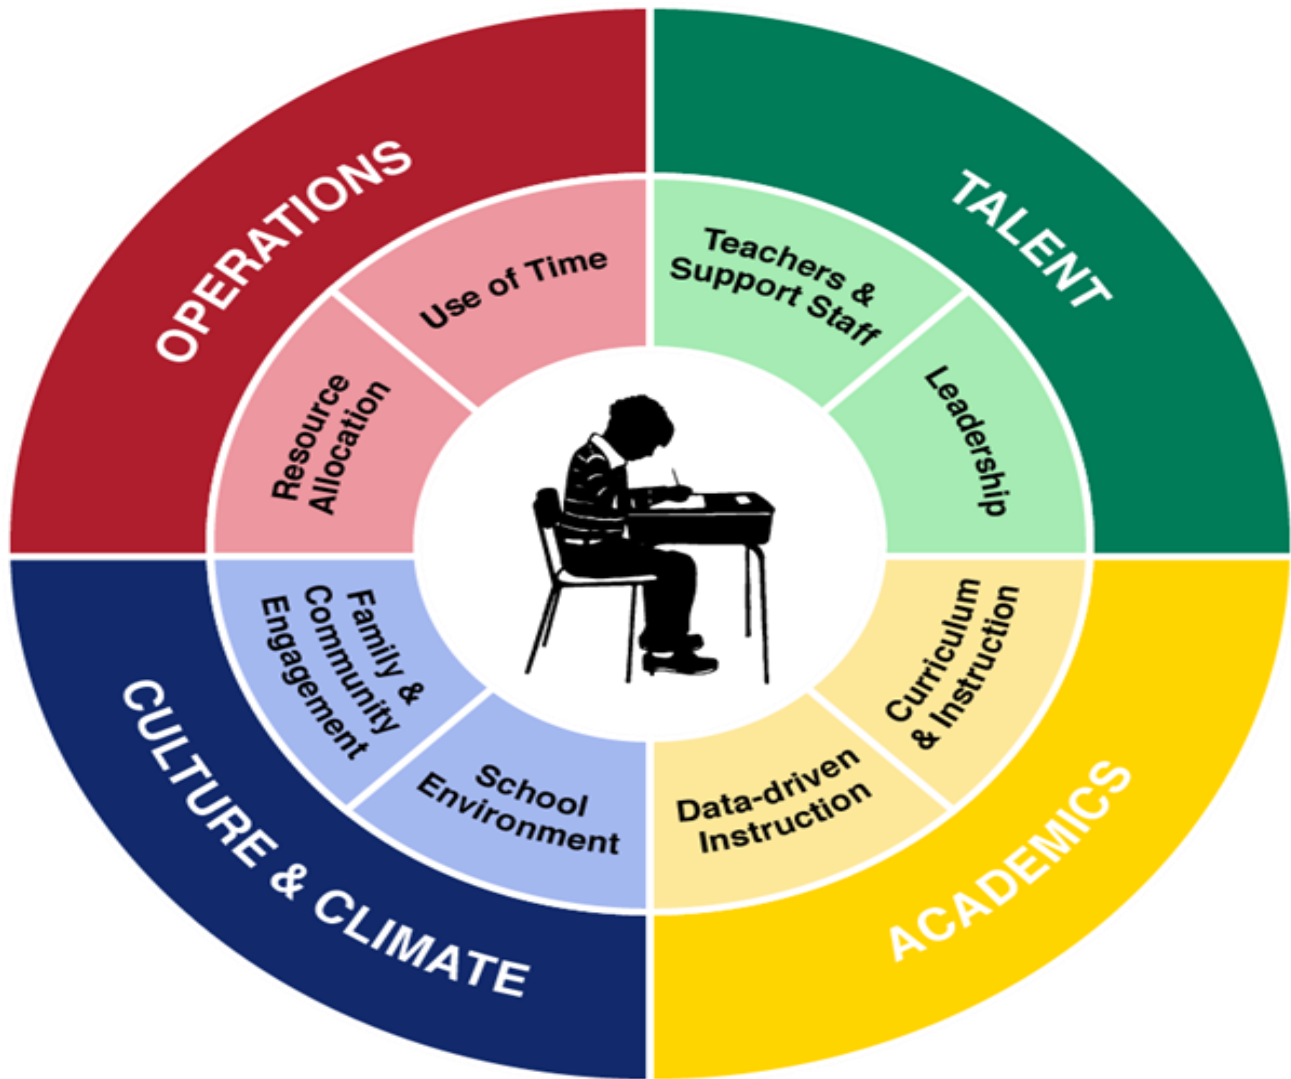 OPERATIONS
TALENT
Use of Time
Teachers &
Support Staff
Resource
Allocation
Leadership
Family &
Community
Engagement
Curriculum
& Instruction
School
Environment
Data-driven
Instruction
CULTURE & CLIMATE
ACADEMICS